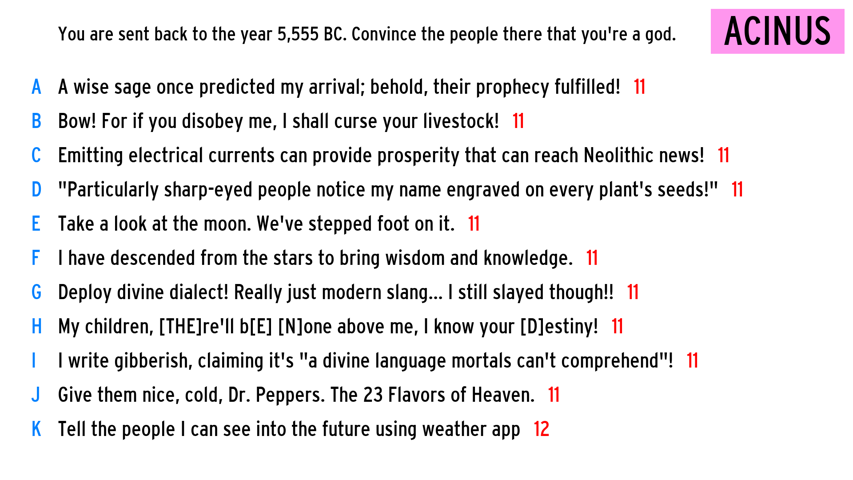 You are sent back to the year 5,555 BC. Convince the people there that you're a god.
ACINUS
A A wise sage once predicted my arrival; behold, their prophecy fulfilled! 11
B Bow! For if you disobey me, I shall curse your livestock! 11
C Emitting electrical currents can provide prosperity that can reach Neolithic news! 11
D "Particularly sharp-eyed people notice my name engraved on every plant's seeds!" 11
E Take a look at the moon. We've stepped foot on it. 11
F I have descended from the stars to bring wisdom and knowledge. 11
G Deploy divine dialect! Really just modern slang... I still slayed though!! 11
H My children, [THE]re'll b[E] [N]one above me, I know your [D]estiny! 11
I I write gibberish, claiming it's "a divine language mortals can't comprehend"! 11
J Give them nice, cold, Dr. Peppers. The 23 Flavors of Heaven. 11
K Tell the people I can see into the future using weather app 12